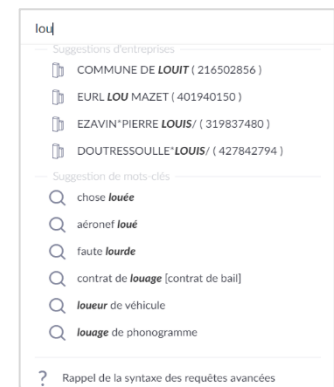 lou
Suggestions d'entreprises
COMMUNE DE LOUIT ( 216502856 )
EURL LOU MAZET ( 401940150 )
EZAVIN*PIERRE LOUIS/ ( 319837480 )
DOUTRESSOULLE*LOUIS/ ( 427842794 )
Suggestion de mots-clés
chose louée
aéronef loué
faute lourde
contrat de louage [contrat de bail]
loueur de véhicule
louage de phonogramme
? Rappel de la syntaxe des requêtes avancées